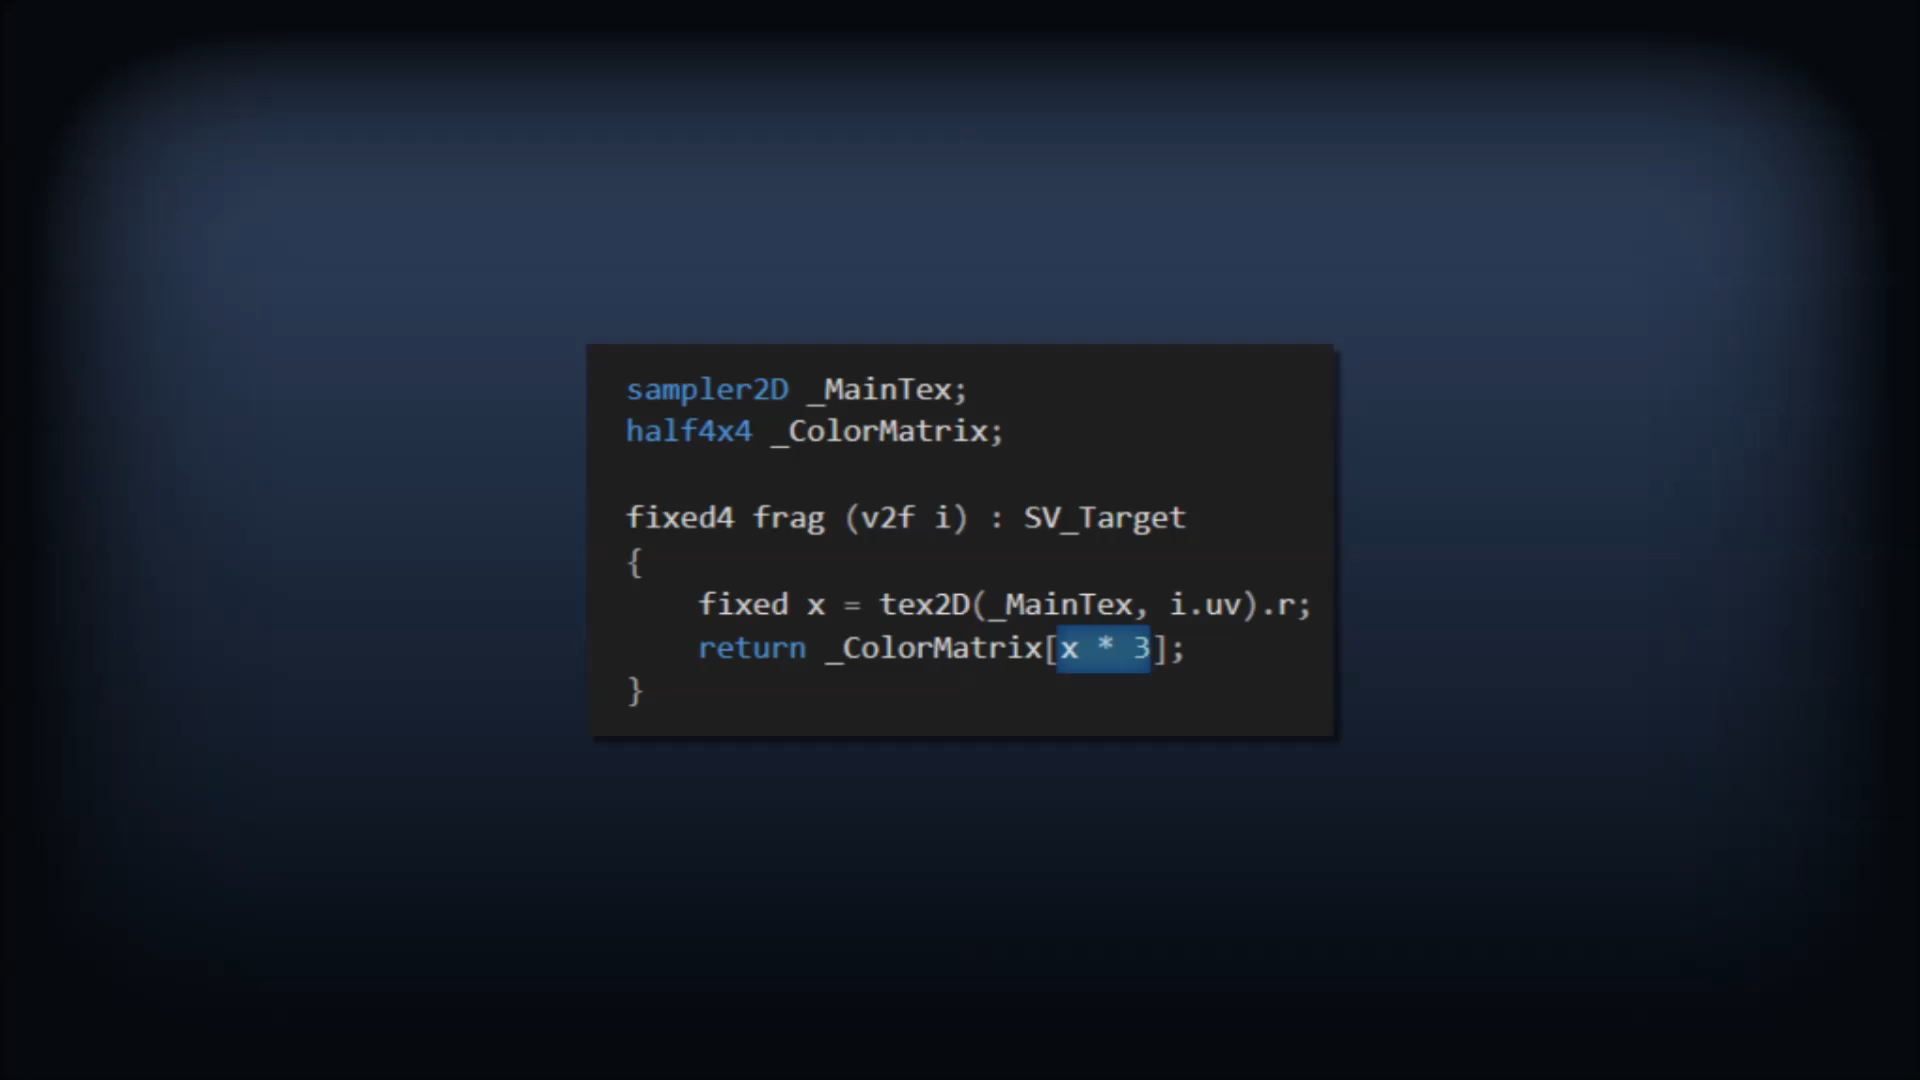 sampler2D _MainTex;
half4x4 _ColorMatrix;
fixed4 frag (v2f i) : SV_Target
{
fixed x = tex2D(_MainTex, i.uv).r;
return _ColorMatrix[x * 3];
}